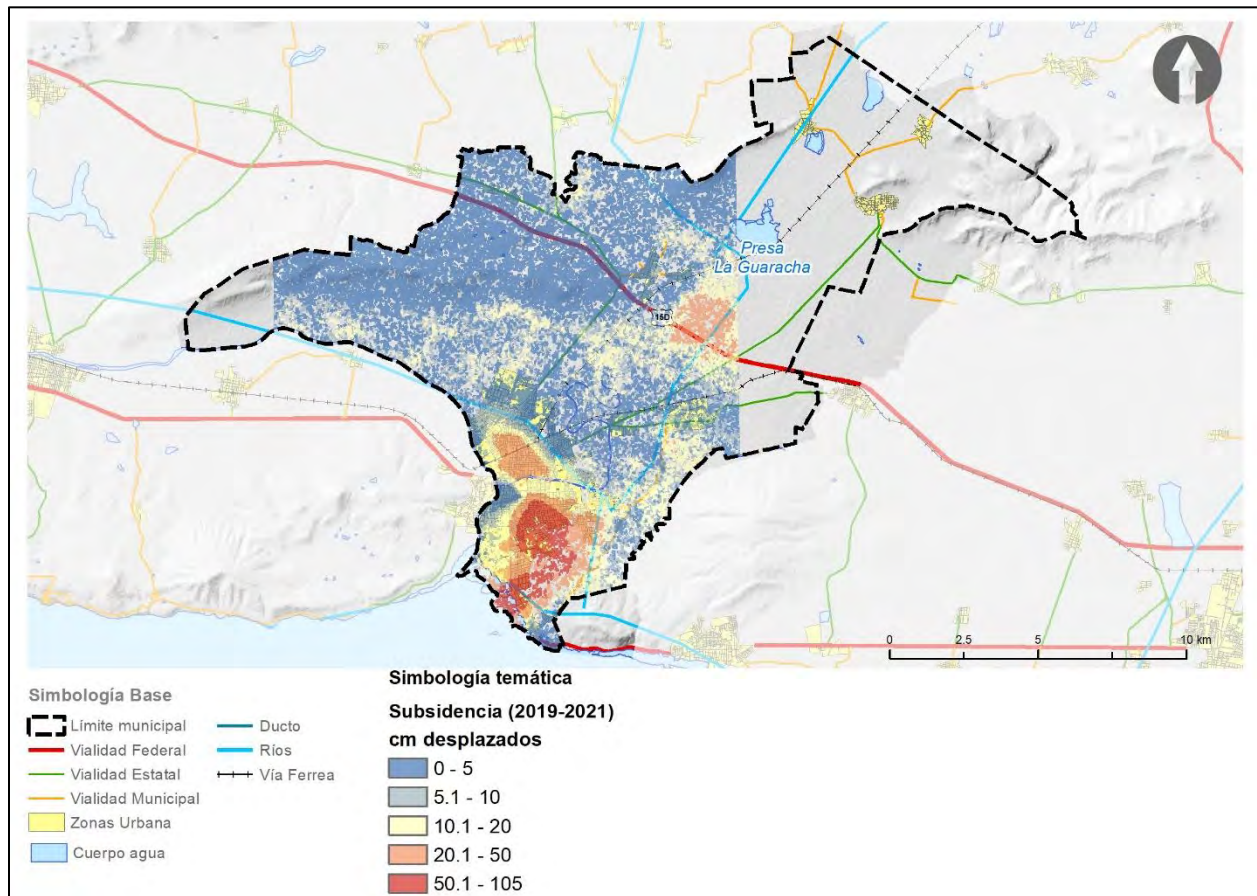 Presa
La Guaracha
15D
0 2.5 5 10 km
Simbología Base
Límite municipal
Vialidad Federal
Vialidad Estatal
Vialidad Municipal
Zonas Urbana
Cuerpo agua
Ducto
Ríos
Vía Ferrea
Simbología temática
Subsidencia (2019-2021)
cm desplazados
0 - 5
5.1 - 10
10.1 - 20
20.1 - 50
50.1 - 105